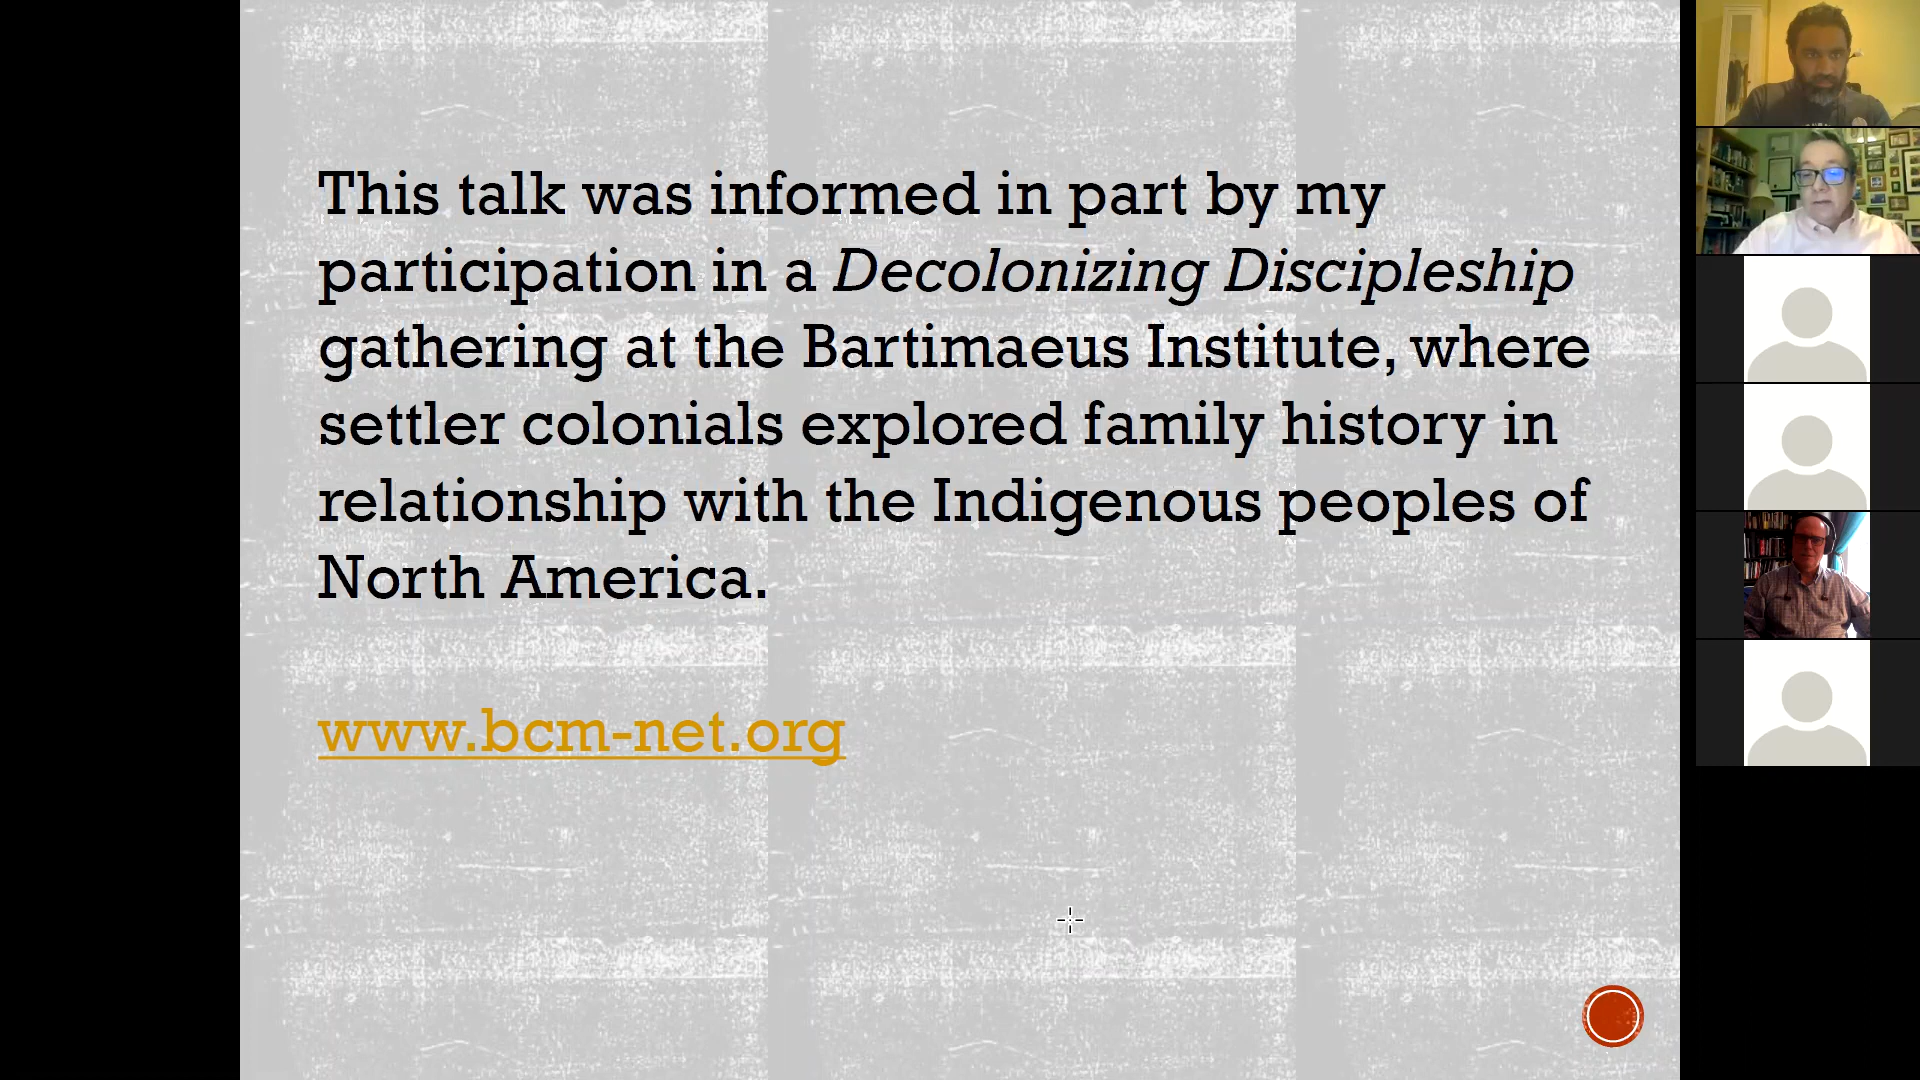 This talk was informed in part by my
participation in a Decolonizing Discipleship
gathering at the Bartimaeus Institute, where
settler colonials explored family history in
relationship with the Indigenous peoples of
North America.
www.bcm-net.org